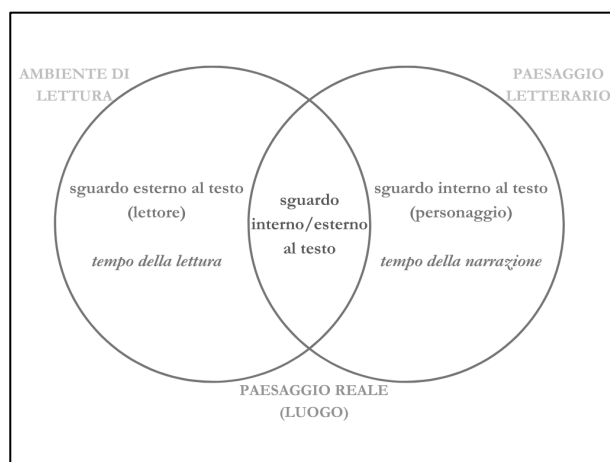 AMBIENTE DI
LETTURA
PAESAGGIO
LETTERARIO
sguardo esterno al testo
(lettore)
tempo della lettura
sguardo
interno/esterno
al testo
sguardo interno al testo
(personaggio)
tempo della narrazione
PAESAGGIO REALE
(LUOGO)